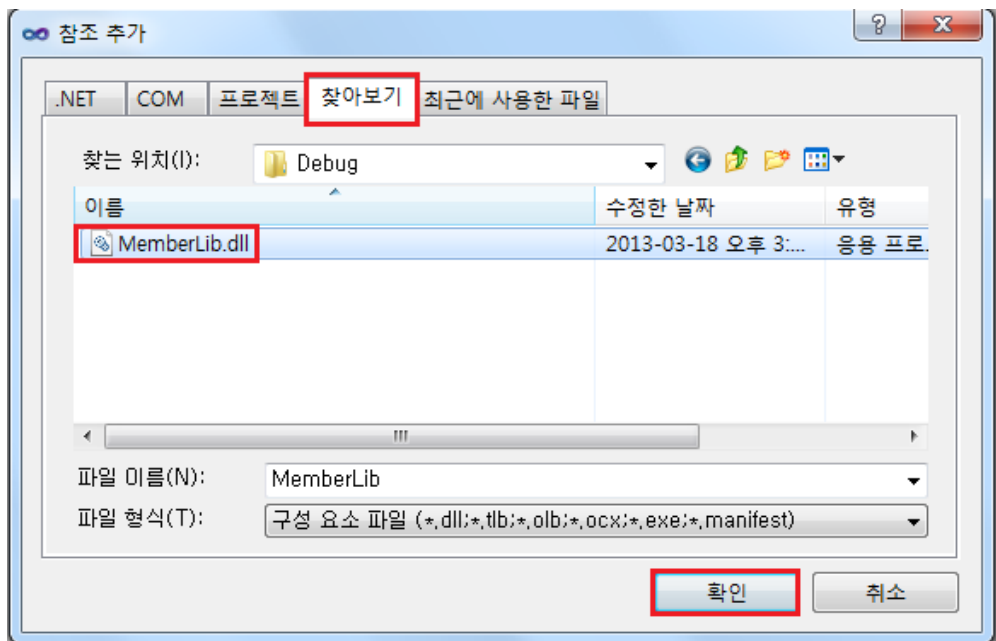 참조 추가
.NET COM 프로젝트 찾아보기 최근에 사용한 파일
찾는 위치(I): Debug
이름 수정한 날짜 유형
MemberLib.dll 2013-03-18 오후 3:... 응용 프로.
파일 이름(N): MemberLib
파일 형식(T): 구성 요소 파일 (*.dll;*.tlb;*.olb;*.ocx;*.exe;*.manifest)
확인 취소